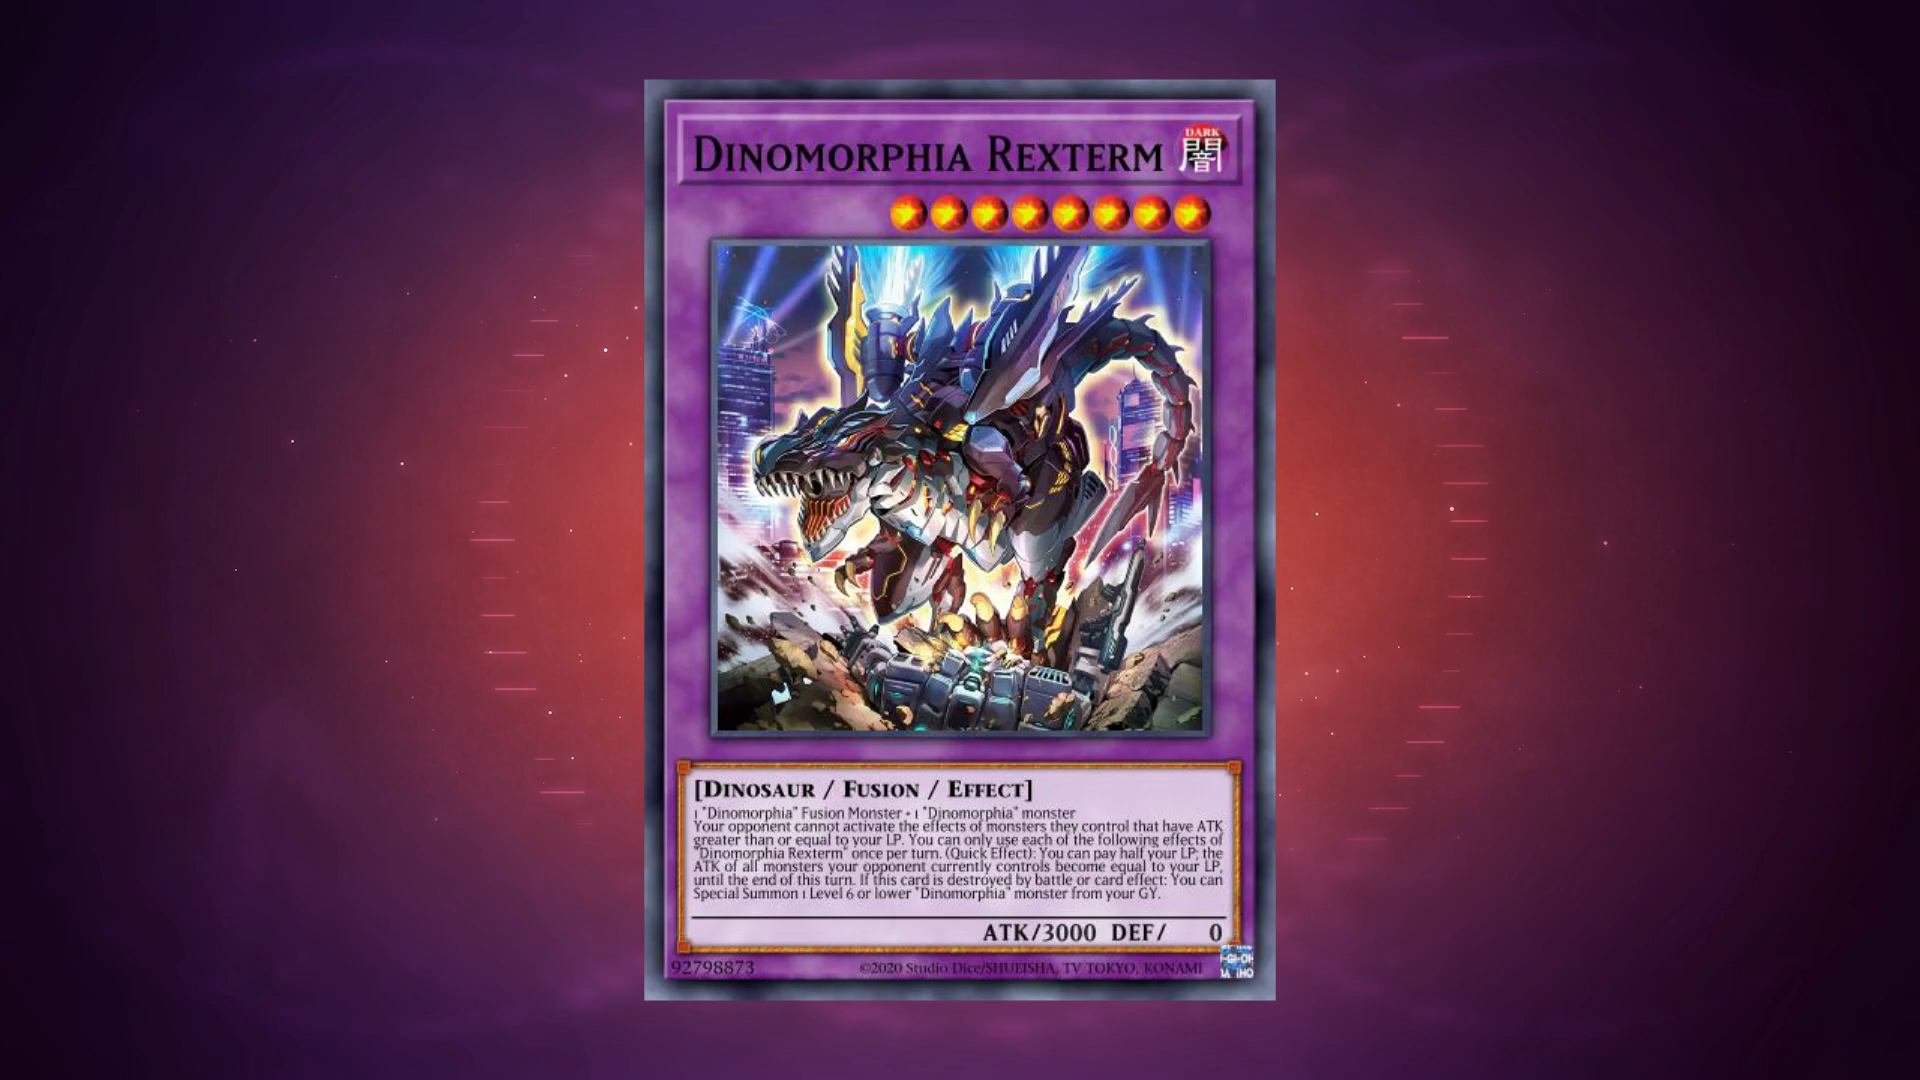 DINOMORPHIA REXTERM
DARK
闇
[DINOSAUR / FUSION / EFFECT]
1 "Dinomorphia" Fusion Monster + 1 "Dinomorphia" monster
Your opponent cannot activate the effects of monsters they control that have ATK
greater than or equal to your LP. You can only use each of the following effects of
"Dinomorphia Rexterm" once per turn. (Quick Effect): You can pay half your LP; the
ATK of all monsters your opponent currently controls become equal to your LP,
until the end of this turn. If this card is destroyed by battle or card effect: You can
Special Summon 1 Level 6 or lower "Dinomorphia" monster from your GY.
ATK/3000 DEF/ 0
92798873
©2020 Studio Dice/SHUEISHA, TV TOKYO, KONAMI